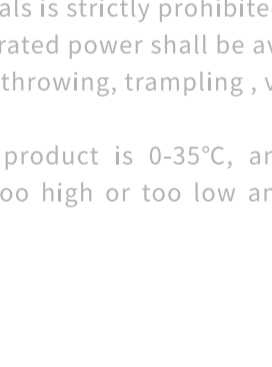 als is strictly prohibite
rated power shall be av
throwing, trampling , v
product is 0-35℃, ar
oo high or too low an